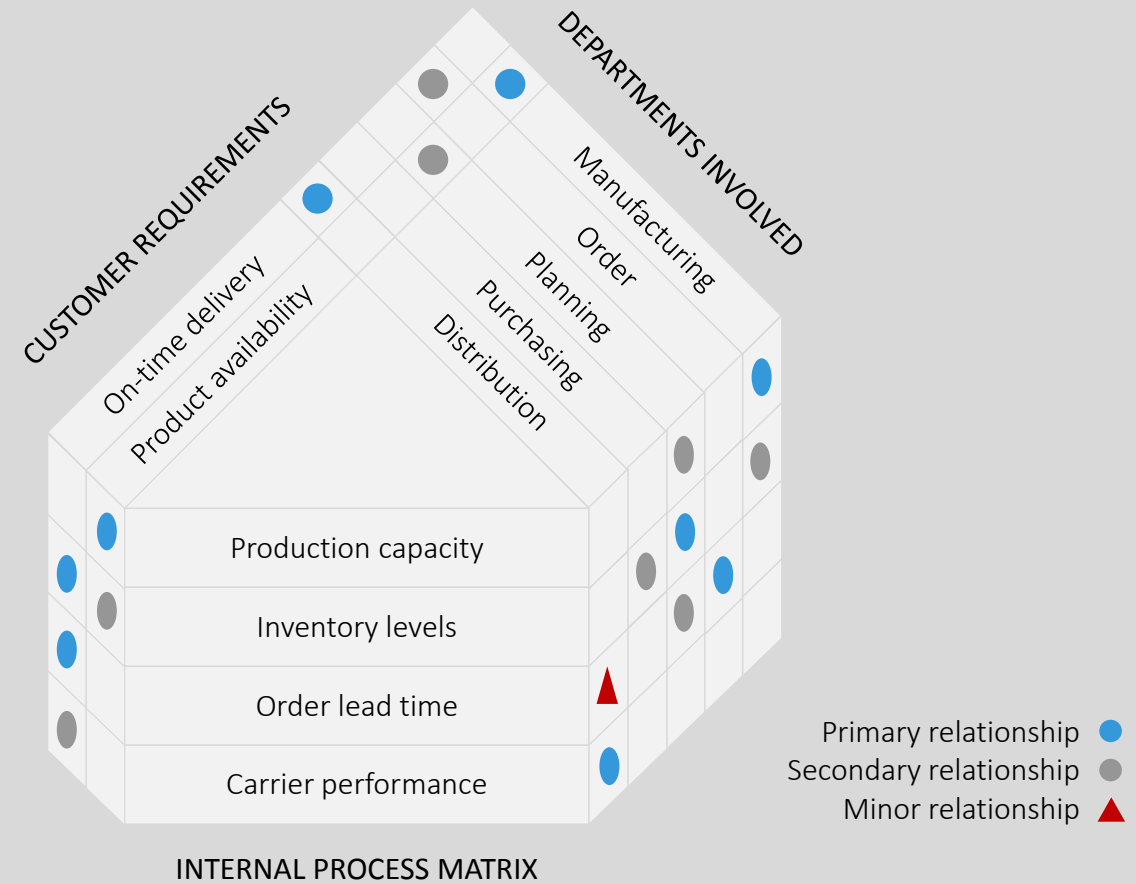 CUSTOMER REQUIREMENTS
DEPARTMENTS INVOLVED
On-time delivery
Product availability
Manufacturing
Order
Planning
Purchasing
Distribution
Production capacity
Inventory levels
Order lead time
Carrier performance
Primary relationship
Secondary relationship
Minor relationship
INTERNAL PROCESS MATRIX